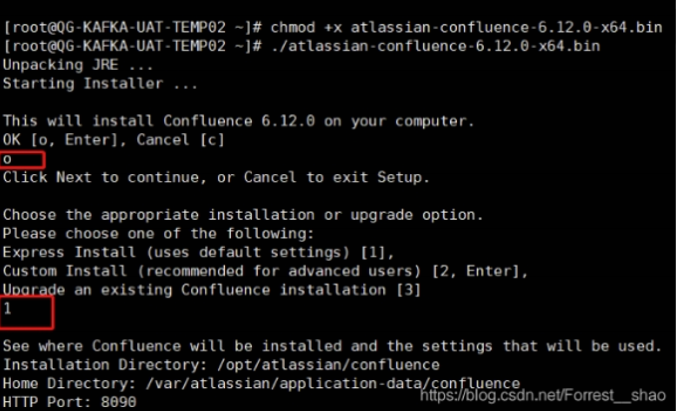 [root@QG-KAFKA-UAT-TEMP02 ~]# chmod +x atlassian-confluence-6.12.0-x64.bin
[root@QG-KAFKA-UAT-TEMP02 ~]# ./atlassian-confluence-6.12.0-x64.bin
Unpacking JRE ...
Starting Installer ...
This will install Confluence 6.12.0 on your computer.
OK [o, Enter], Cancel [c]
o
Click Next to continue, or Cancel to exit Setup.
Choose the appropriate installation or upgrade option.
Please choose one of the following:
Express Install (uses default settings) [1],
Custom Install (recommended for advanced users) [2, Enter],
Upgrade an existing Confluence installation [3]
1
See where Confluence will be installed and the settings that will be used.
Installation Directory: /opt/atlassian/confluence
Home Directory: /var/atlassian/application-data/confluence
HTTP Port: 8090
https://blog.csdn.net/Forrest__shao